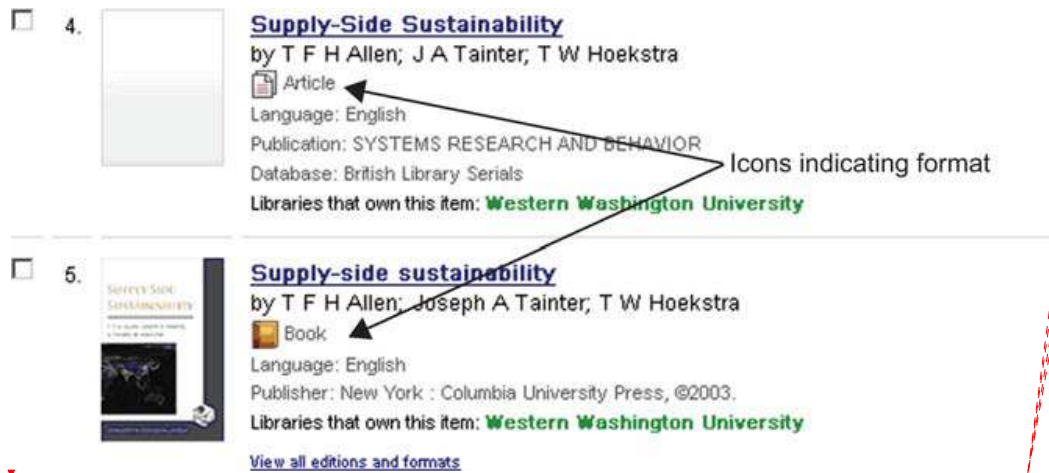 4.
Supply-Side Sustainability
by T F H Allen; J A Tainter; T W Hoekstra
Article
Language: English
Publication: SYSTEMS RESEARCH AND BEHAVIOR
Database: British Library Serials
Libraries that own this item: Western Washington University
Icons indicating format
5.
SUPPLY-SIDE
SUSTAINABILITY
Supply-side sustainability
by T F H Allen; Joseph A Tainter; T W Hoekstra
Book
Language: English
Publisher: New York : Columbia University Press, ©2003.
Libraries that own this item: Western Washington University
View all editions and formats